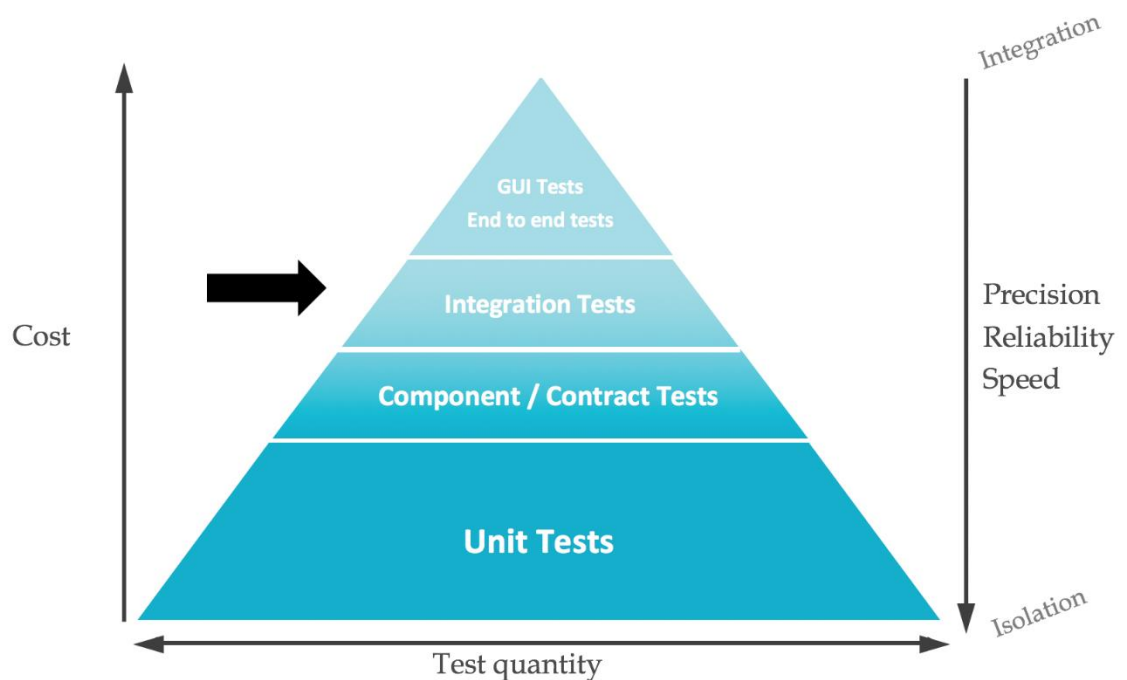 Integration
GUI Tests
End to end tests
Integration Tests
Cost
Precision
Reliability
Speed
Component / Contract Tests
Unit Tests
Isolation
Test quantity